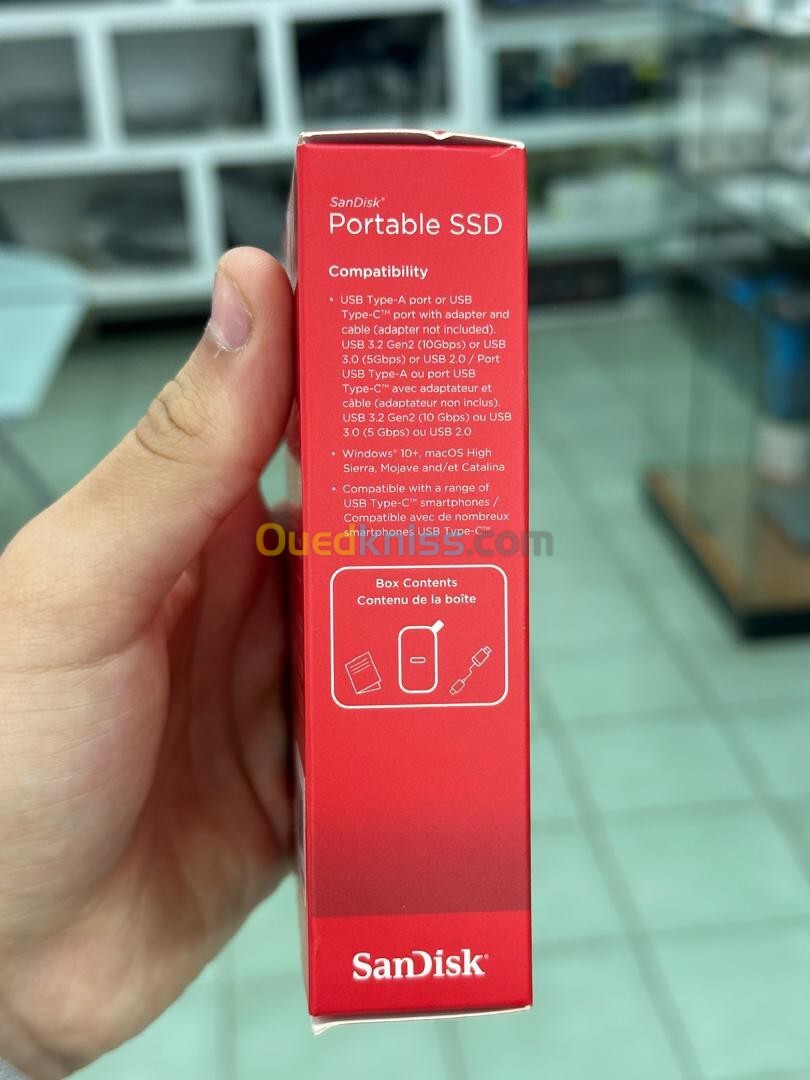 SanDisk®
Portable SSD
Compatibility
• USB Type-A port or USB
Type-C™ port with adapter and
cable (adapter not included).
USB 3.2 Gen2 (10Gbps) or USB
3.0 (5Gbps) or USB 2.0 / Port
USB Type-A ou port USB
Type-C™ avec adaptateur et
câble (adaptateur non inclus).
USB 3.2 Gen2 (10 Gbps) ou USB
3.0 (5 Gbps) ou USB 2.0
• Windows® 10+, macOS High
Sierra, Mojave and/et Catalina
• Compatible with a range of
USB Type-C™ smartphones /
Compatible avec de nombreux
smartphones USB Type-C™
Ouedkniss.com
Box Contents
Contenu de la boîte
SanDisk®